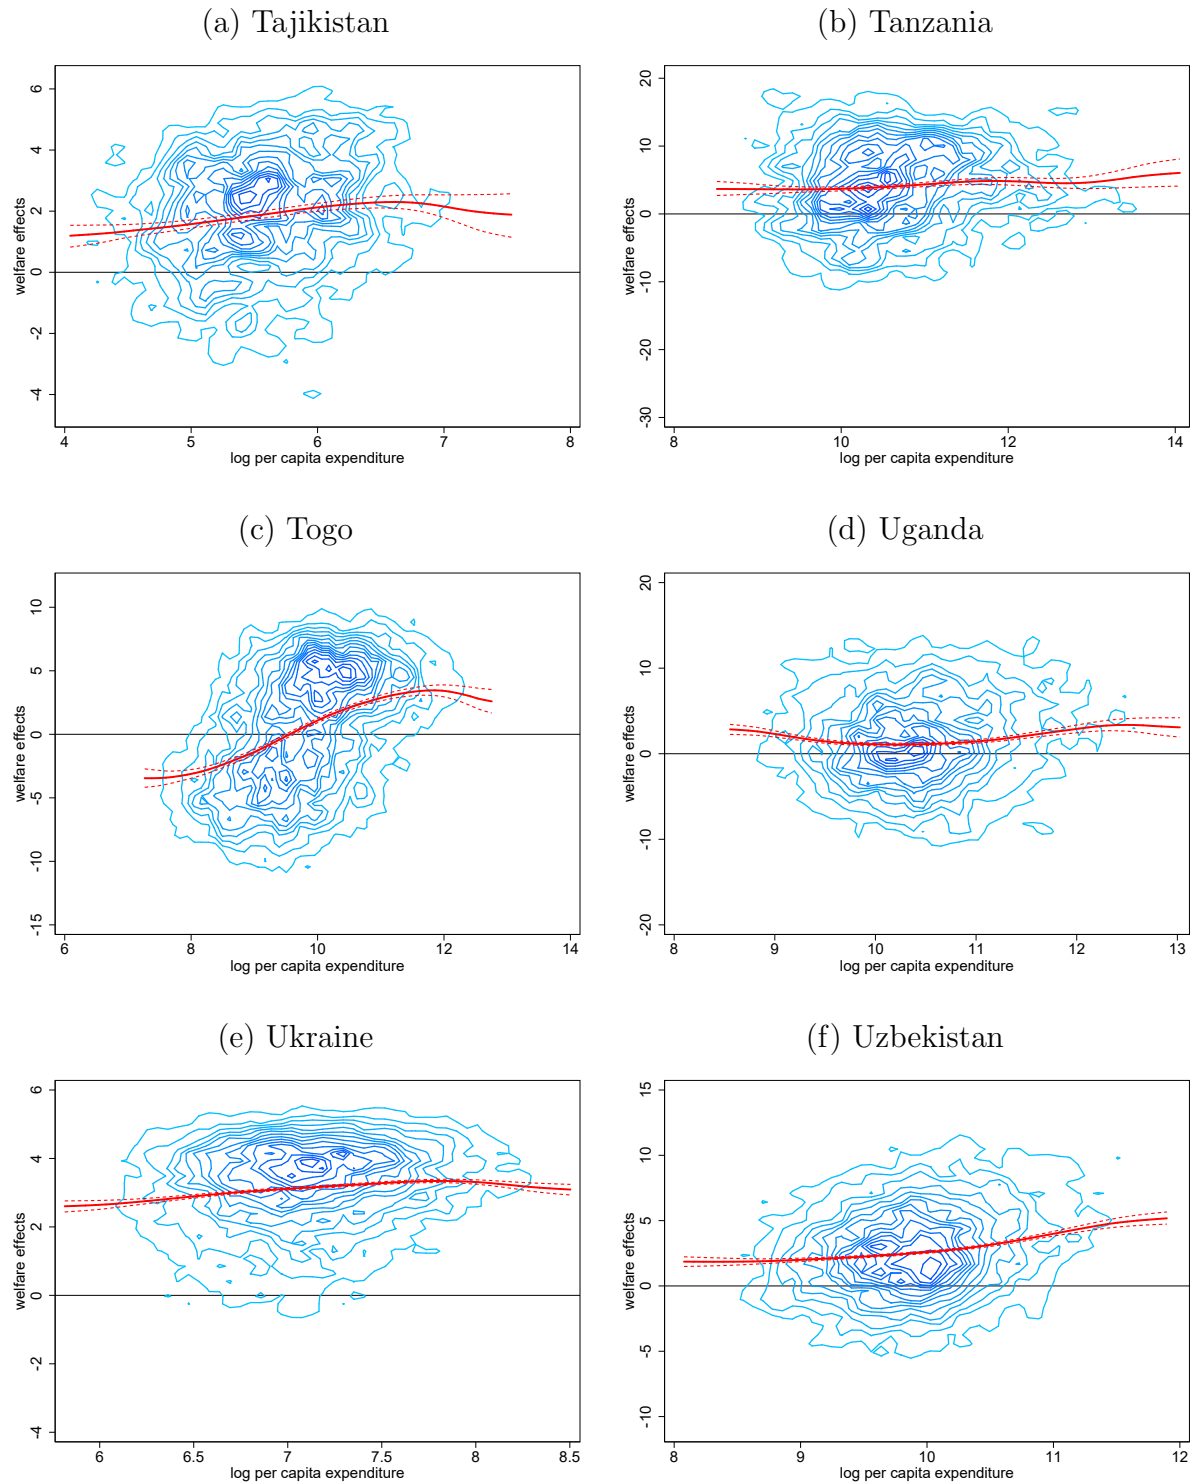 (a) Tajikistan
welfare effects
6
4
2
0
-2
-4
4 5 6 7 8
log per capita expenditure
(b) Tanzania
welfare effects
20
10
0
-10
-20
-30
8 10 12 14
log per capita expenditure
(c) Togo
welfare effects
10
5
0
-5
-10
-15
6 8 10 12 14
log per capita expenditure
(d) Uganda
welfare effects
20
10
0
-10
-20
8 9 10 11 12 13
log per capita expenditure
(e) Ukraine
welfare effects
6
4
2
0
-2
-4
6 6.5 7 7.5 8 8.5
log per capita expenditure
(f) Uzbekistan
welfare effects
15
10
5
0
-5
-10
8 9 10 11 12
log per capita expenditure